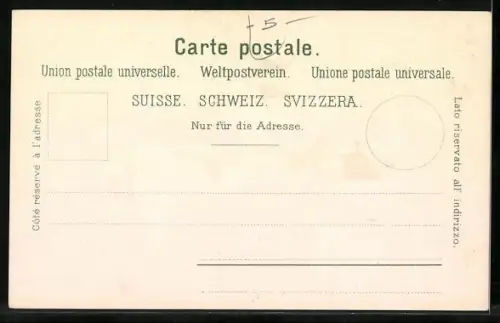 5 -
Carte postale.
Union postale universelle. Weltpostverein. Unione postale universale.
SUISSE. SCHWEIZ. SVIZZERA.
Nur für die Adresse.
Côté réservé à l'adresse
Lato riservato all' indirizzo.